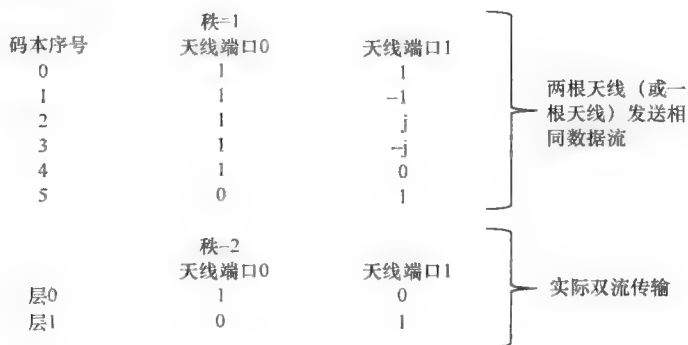 秩=1
码本序号 天线端口0 天线端口1
0 1 1
1 1 -1
2 1 j
3 1 -j
4 1 0
5 0 1
两根天线（或一
根天线）发送相
同数据流
秩=2
天线端口0 天线端口1
层0 1 0
层1 0 1
实际双流传输